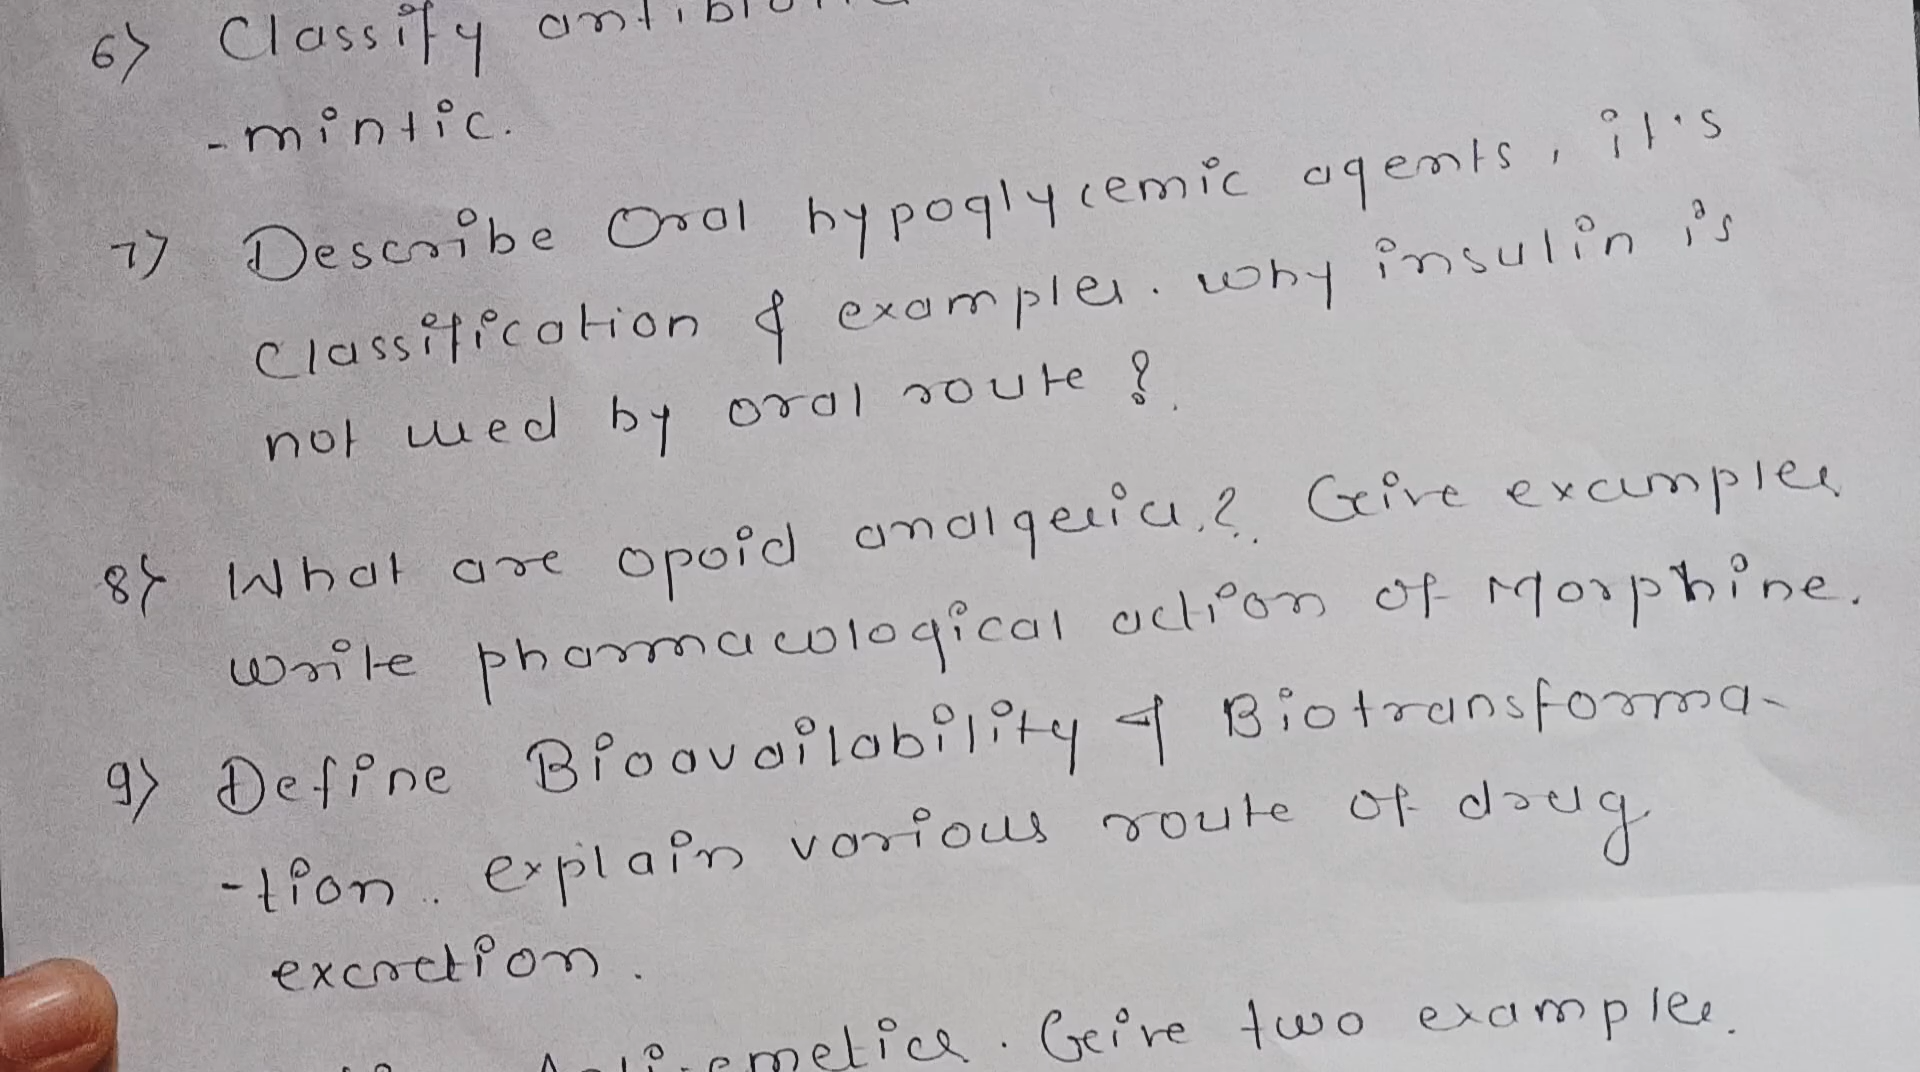 6) Classify
-mintic.
7) Describe Oral hypoglycemic agents, it's
classification & examples. why insulin is
not used by oral route ?
8) What are opoid analgesics? Give examples
write pharmacological action of Morphine.
9) Define Bioavailability & Biotransforma-
-tion. explain various route of drug
excretion.
Give two examples.